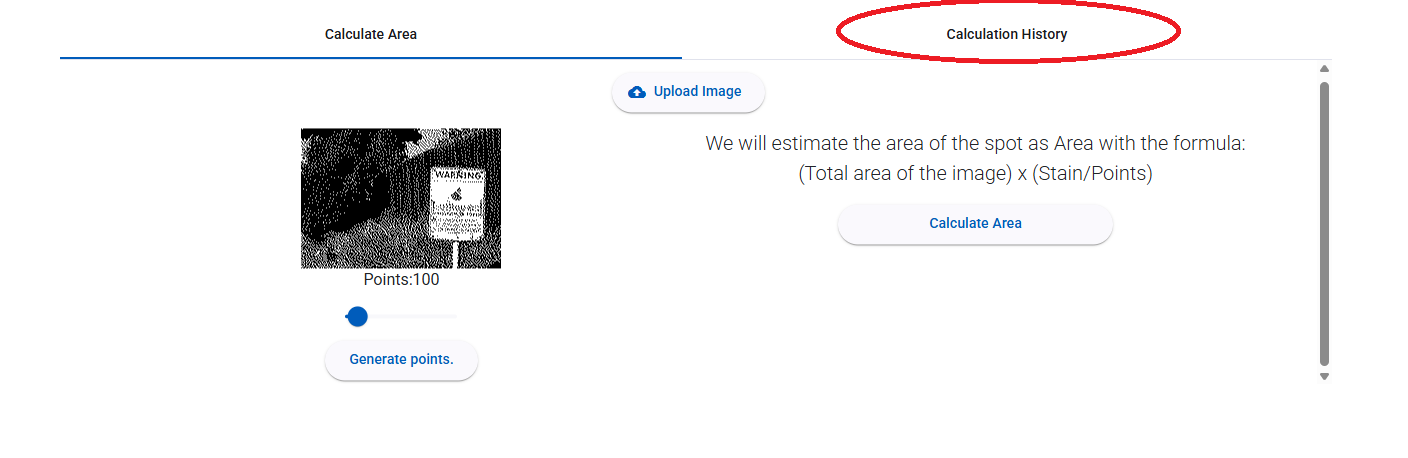 Calculate Area
Calculation History
Upload Image
WARNING
Points:100
Generate points.
We will estimate the area of the spot as Area with the formula:
(Total area of the image) x (Stain/Points)
Calculate Area